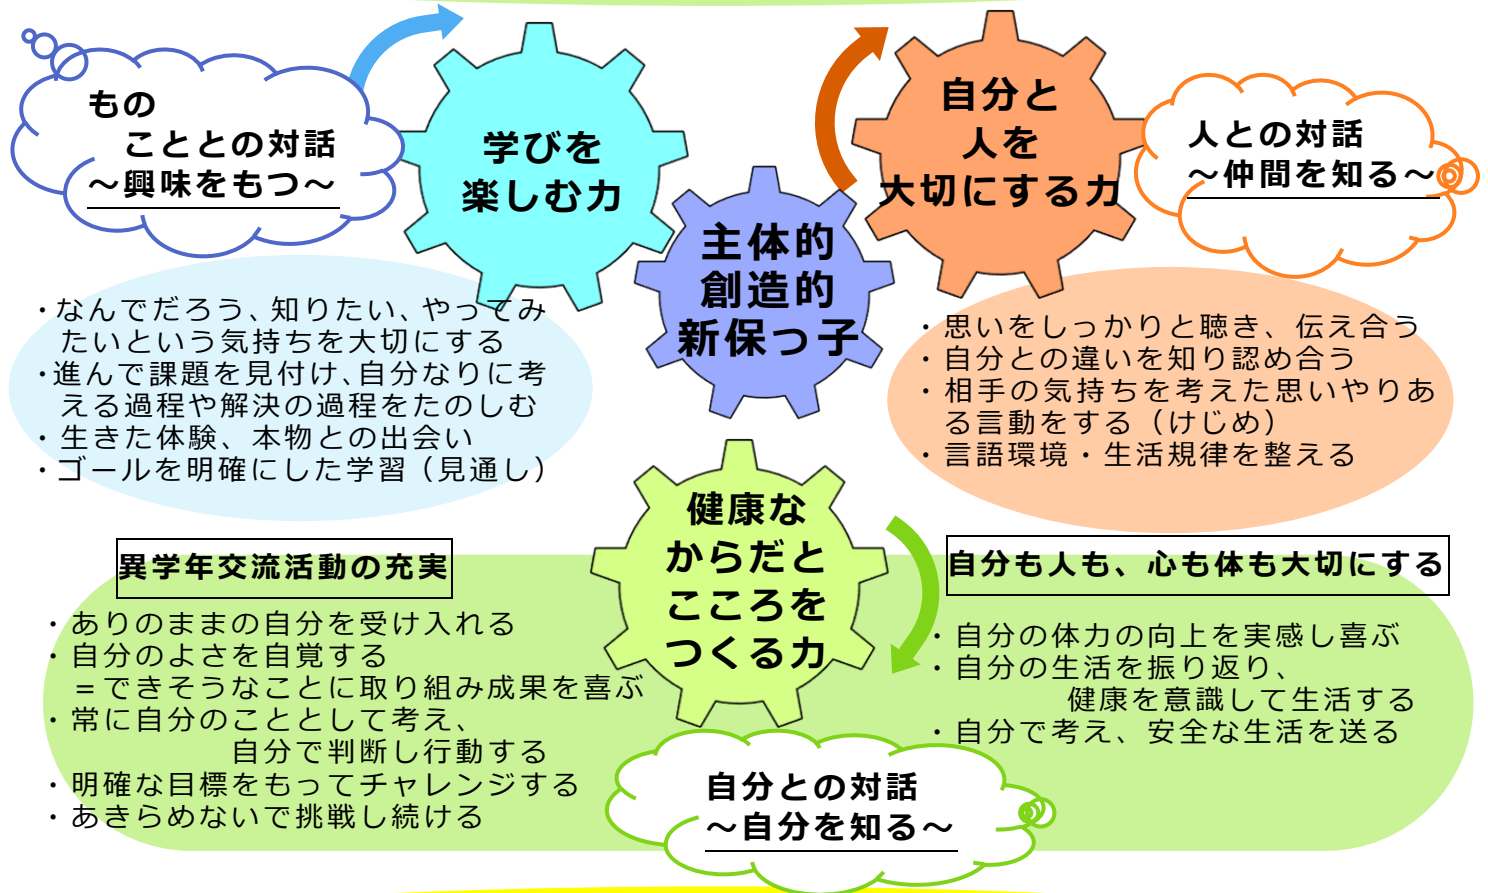 もの
こととの対話
～興味をもつ～
学びを
楽しむ力
自分と
人を
大切にする力
人との対話
～仲間を知る～
主体的
創造的
新保っ子
・なんでだろう、知りたい、やってみ
たいという気持ちを大切にする
・進んで課題を見付け、自分なりに考
える過程や解決の過程をたのしむ
・生きた体験、本物との出会い
・ゴールを明確にした学習（見通し）
・思いをしっかりと聴き、伝え合う
・自分との違いを知り認め合う
・相手の気持ちを考えた思いやりあ
る言動をする（けじめ）
・言語環境・生活規律を整える
健康な
からだと
こころを
つくる力
異学年交流活動の充実
・ありのままの自分を受け入れる
・自分のよさを自覚する
＝できそうなことに取り組み成果を喜ぶ
・常に自分のこととして考え、
自分で判断し行動する
・明確な目標をもってチャレンジする
・あきらめないで挑戦し続ける
自分も人も、心も体も大切にする
・自分の体力の向上を実感し喜ぶ
・自分の生活を振り返り、
健康を意識して生活する
・自分で考え、安全な生活を送る
自分との対話
～自分を知る～